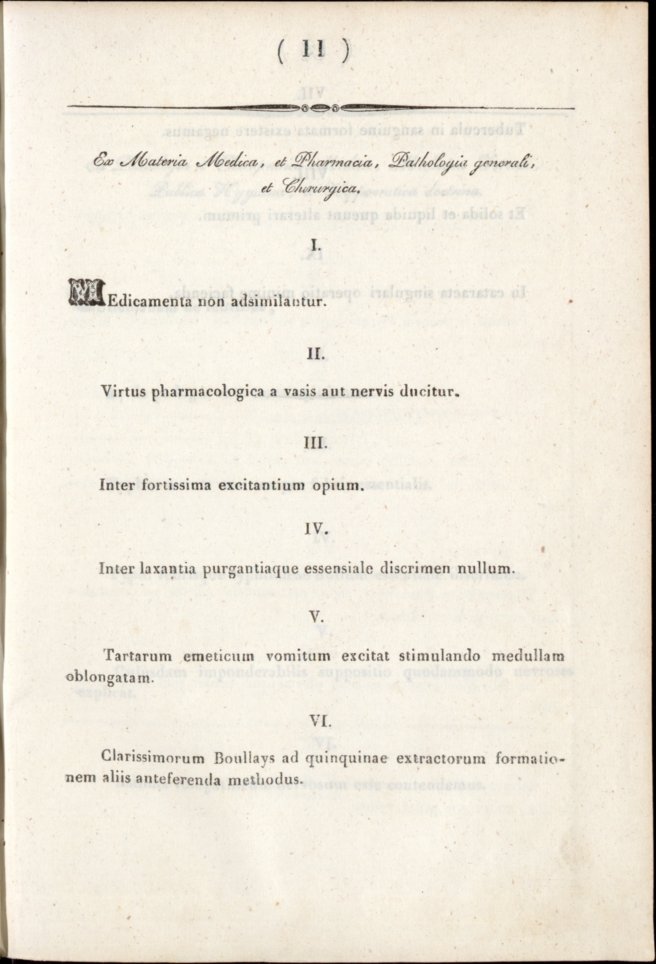 ( 11 )
Ex Materia Medica, et Pharmacia, Pathologia generali,
et Chirurgica.
I.
MEdicamenta non adsimilantur.
II.
Virtus pharmacologica a vasis aut nervis ducitur.
III.
Inter fortissima excitantium opium.
IV.
Inter laxantia purgantiaque essensiale discrimen nullum.
V.
Tartarum emeticum vomitum excitat stimulando medullam
oblongatam.
VI.
Clarissimorum Boullays ad quinquinae extractorum formatio-
nem aliis anteferenda methodus.